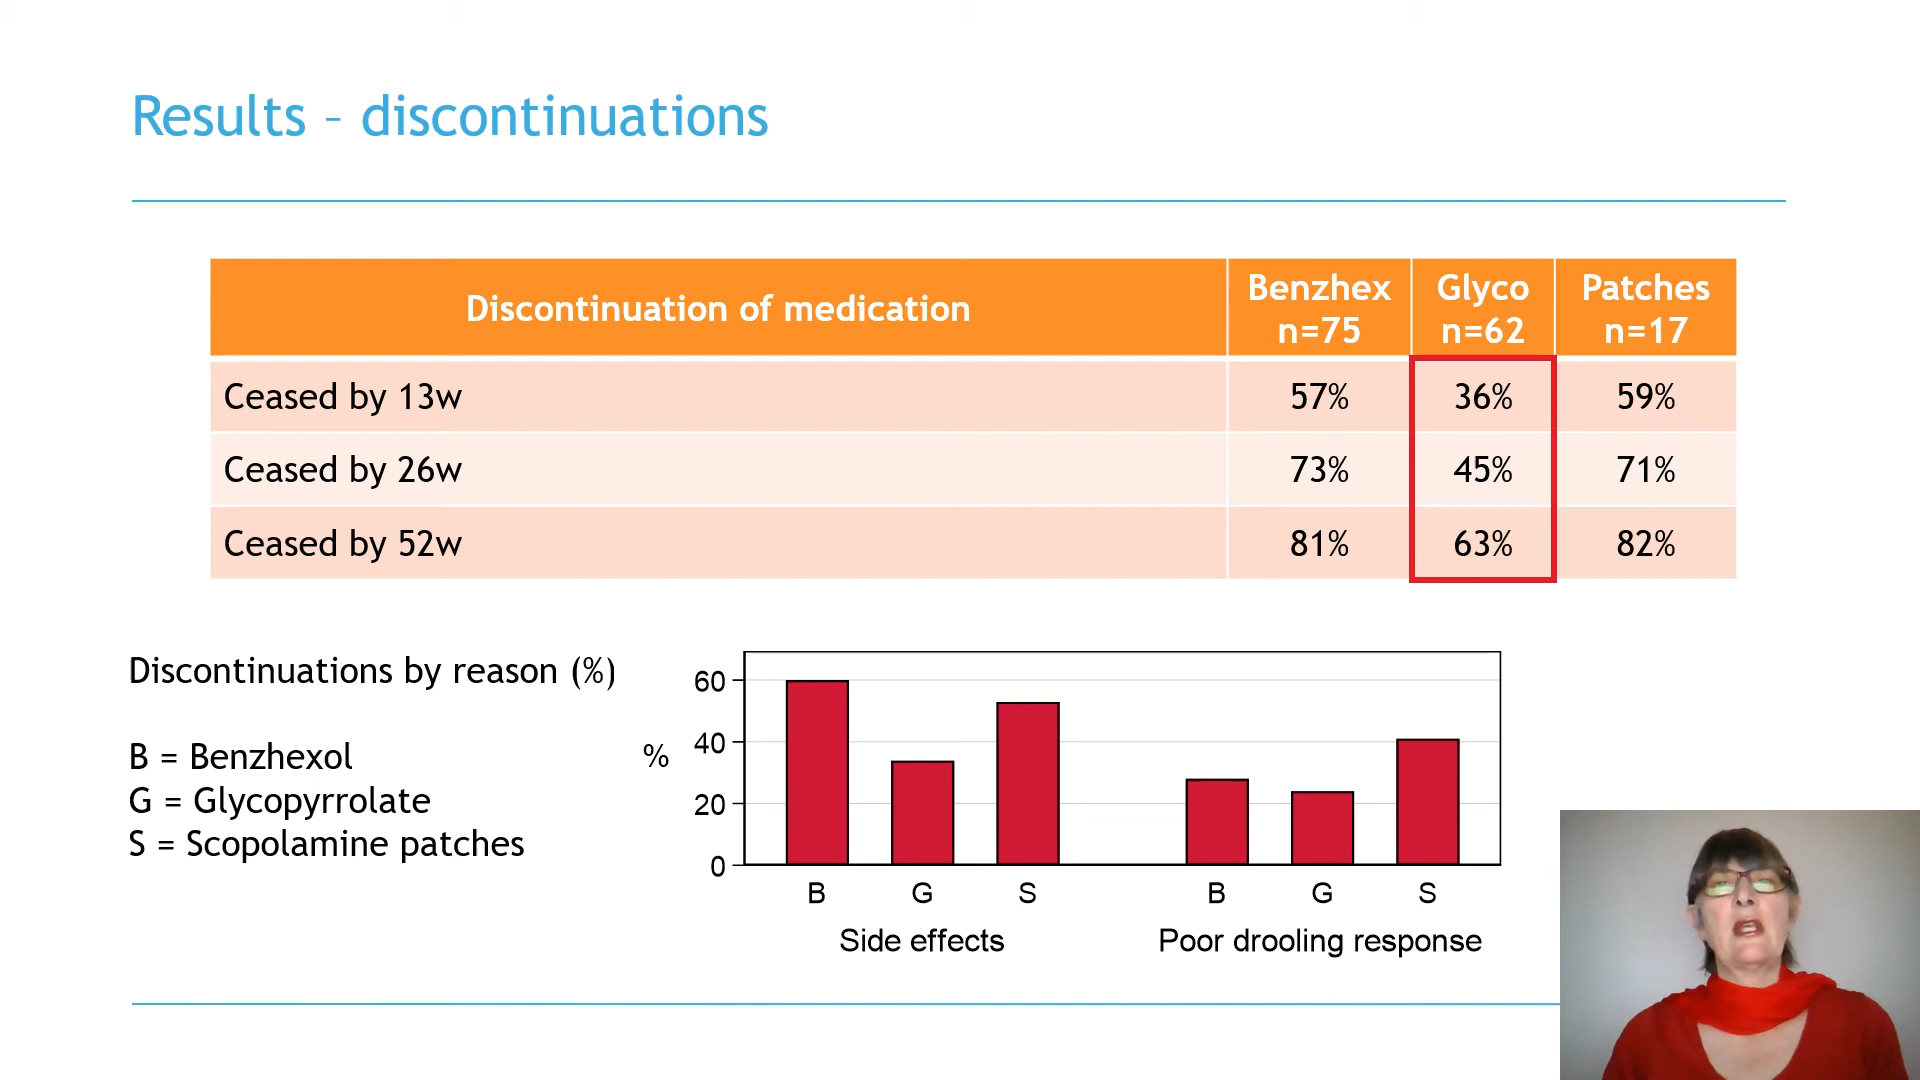 Results – discontinuations
Discontinuation of medication
Benzhex
n=75
Glyco
n=62
Patches
n=17
Ceased by 13w 57% 36% 59%
Ceased by 26w 73% 45% 71%
Ceased by 52w 81% 63% 82%
Discontinuations by reason (%)
B = Benzhexol
G = Glycopyrrolate
S = Scopolamine patches
%
60
40
20
0
B G S B G S
Side effects Poor drooling response